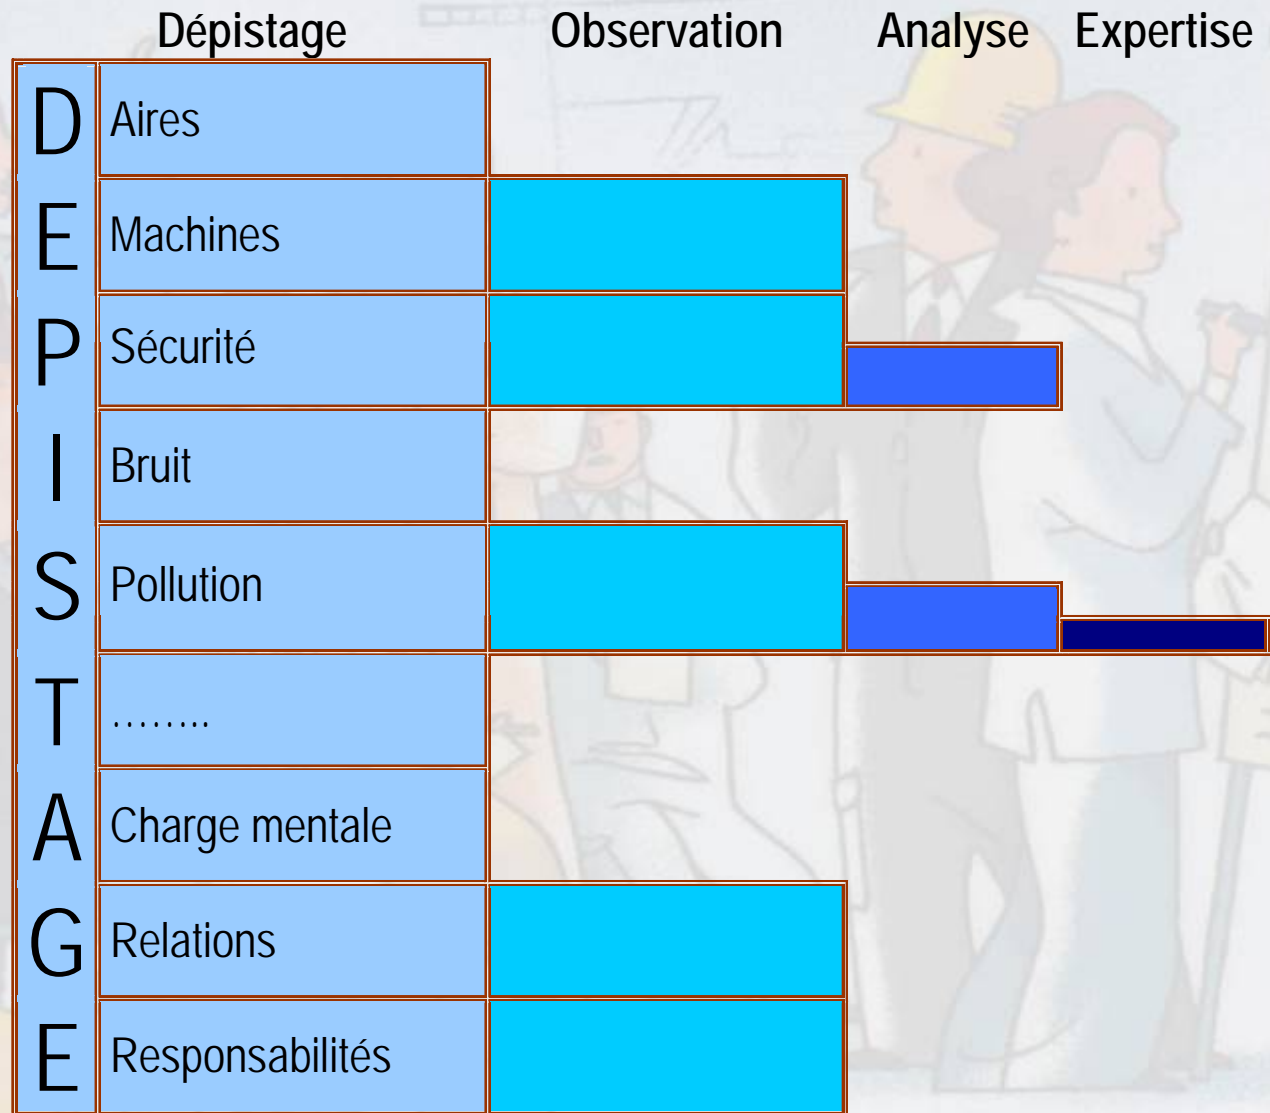 Dépistage Observation Analyse Expertise
D Aires
E Machines
P Sécurité
I Bruit
S Pollution
T ........
A Charge mentale
G Relations
E Responsabilités